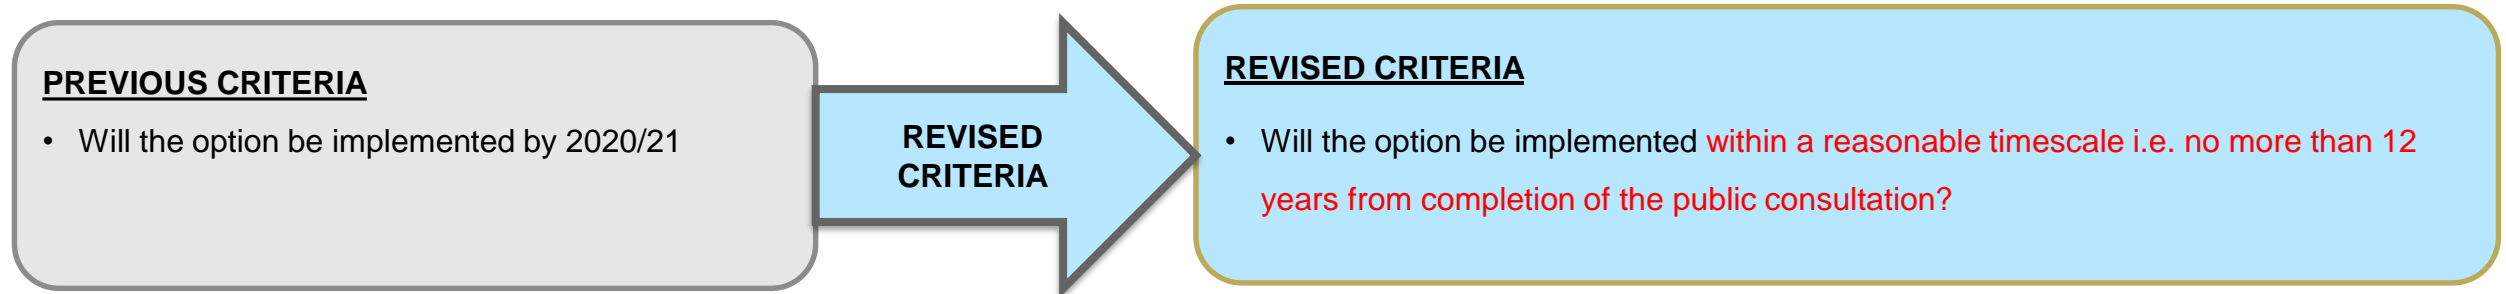 PREVIOUS CRITERIA
• Will the option be implemented by 2020/21
REVISED
CRITERIA
REVISED CRITERIA
• Will the option be implemented within a reasonable timescale i.e. no more than 12
years from completion of the public consultation?